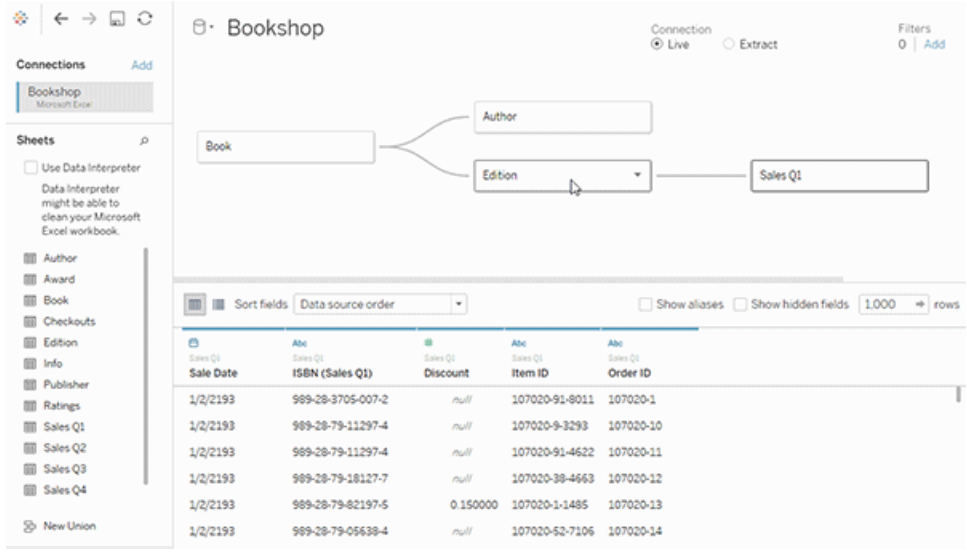 Bookshop
Connection
Live
Extract
Filters
0
Add
Connections
Add
Bookshop
Microsoft Excel
Sheets
Use Data Interpreter
Data Interpreter
might be able to
clean your Microsoft
Excel workbook.
Author
Award
Book
Checkouts
Edition
Info
Publisher
Ratings
Sales Q1
Sales Q2
Sales Q3
Sales Q4
New Union
Book
Author
Edition
Sales Q1
Sort fields Data source order
Show aliases Show hidden fields 1,000 rows
Abc Abc Abc
Sales Q1 Sales Q1 Sales Q1 Sales Q1 Sales Q1
Sale Date ISBN (Sales Q1) Discount Item ID Order ID
1/2/2193 989-28-3705-007-2 null 107020-91-8011 107020-1
1/2/2193 989-28-79-11297-4 null 107020-9-3293 107020-10
1/2/2193 989-28-79-11297-4 null 107020-91-4622 107020-11
1/2/2193 989-28-79-18127-7 null 107020-38-4663 107020-12
1/2/2193 989-28-79-82197-5 0.150000 107020-1-1485 107020-13
1/2/2193 989-28-79-05638-4 null 107020-52-7106 107020-14